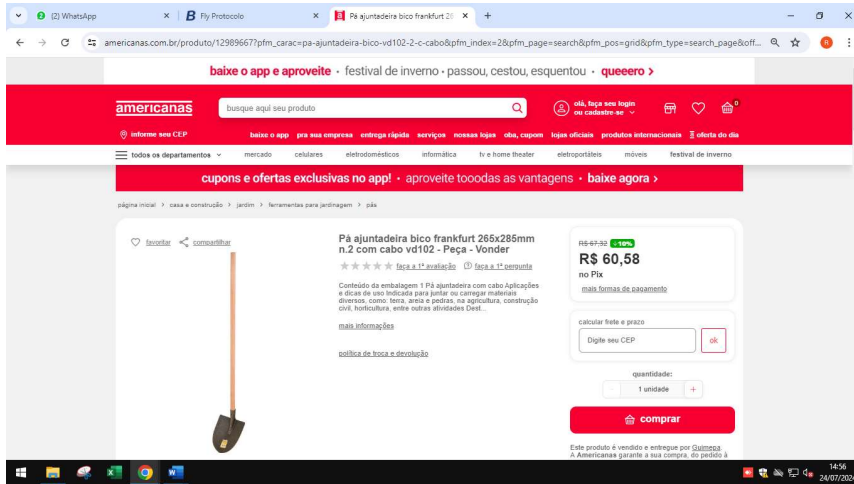 (2) WhatsApp
Fly Protocolo
Pá ajuntadeira bico frankfurt 26
americanas.com.br/produto/12989667?pfm_carac=pa-ajuntadeira-bico-vd102-2-c-cabo&pfm_index=2&pfm_page=search&pfm_pos=grid&pfm_type=search_page&off...
baixe o app e aproveite • festival de inverno • passou, cestou, esquentou • queeero >
americanas
busque aqui seu produto
olá, faça seu login
ou cadastre-se
0
informe seu CEP
baixe o app pra sua empresa entrega rápida serviços nossas lojas oba, cupom lojas oficiais produtos internacionais oferta do dia
todos os departamentos mercado celulares eletrodomésticos informática tv e home theater eletroportáteis móveis festival de inverno
cupons e ofertas exclusivas no app! • aproveite tooodas as vantagens • baixe agora >
página inicial > casa e construção > jardim > ferramentas para jardinagem > pás
favoritar compartilhar
Pá ajuntadeira bico frankfurt 265x285mm
n.2 com cabo vd102 - Peça - Vonder
faça a 1ª avaliação faça a 1ª pergunta
Conteúdo da embalagem 1 Pá ajuntadeira com cabo Aplicações
e dicas de uso Indicada para juntar ou carregar materiais
diversos, como: terra, areia e pedras, na agricultura, construção
civil, horticultura, entre outras atividades Dest...
mais informações
política de troca e devolução
R$ 67,32 10%
R$ 60,58
no Pix
mais formas de pagamento
calcular frete e prazo
Digite seu CEP
ok
quantidade:
- 1 unidade +
comprar
Este produto é vendido e entregue por Guimepa.
A Americanas garante a sua compra, do pedido à
14:56
24/07/2024